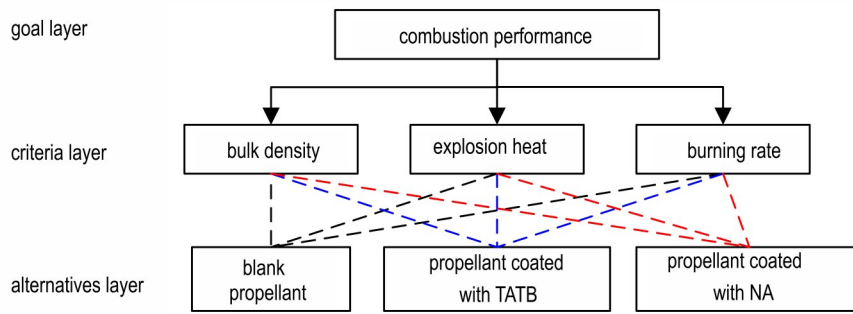 goal layer
combustion performance
criteria layer
bulk density
explosion heat
burning rate
alternatives layer
blank
propellant
propellant coated
with TATB
propellant coated
with NA